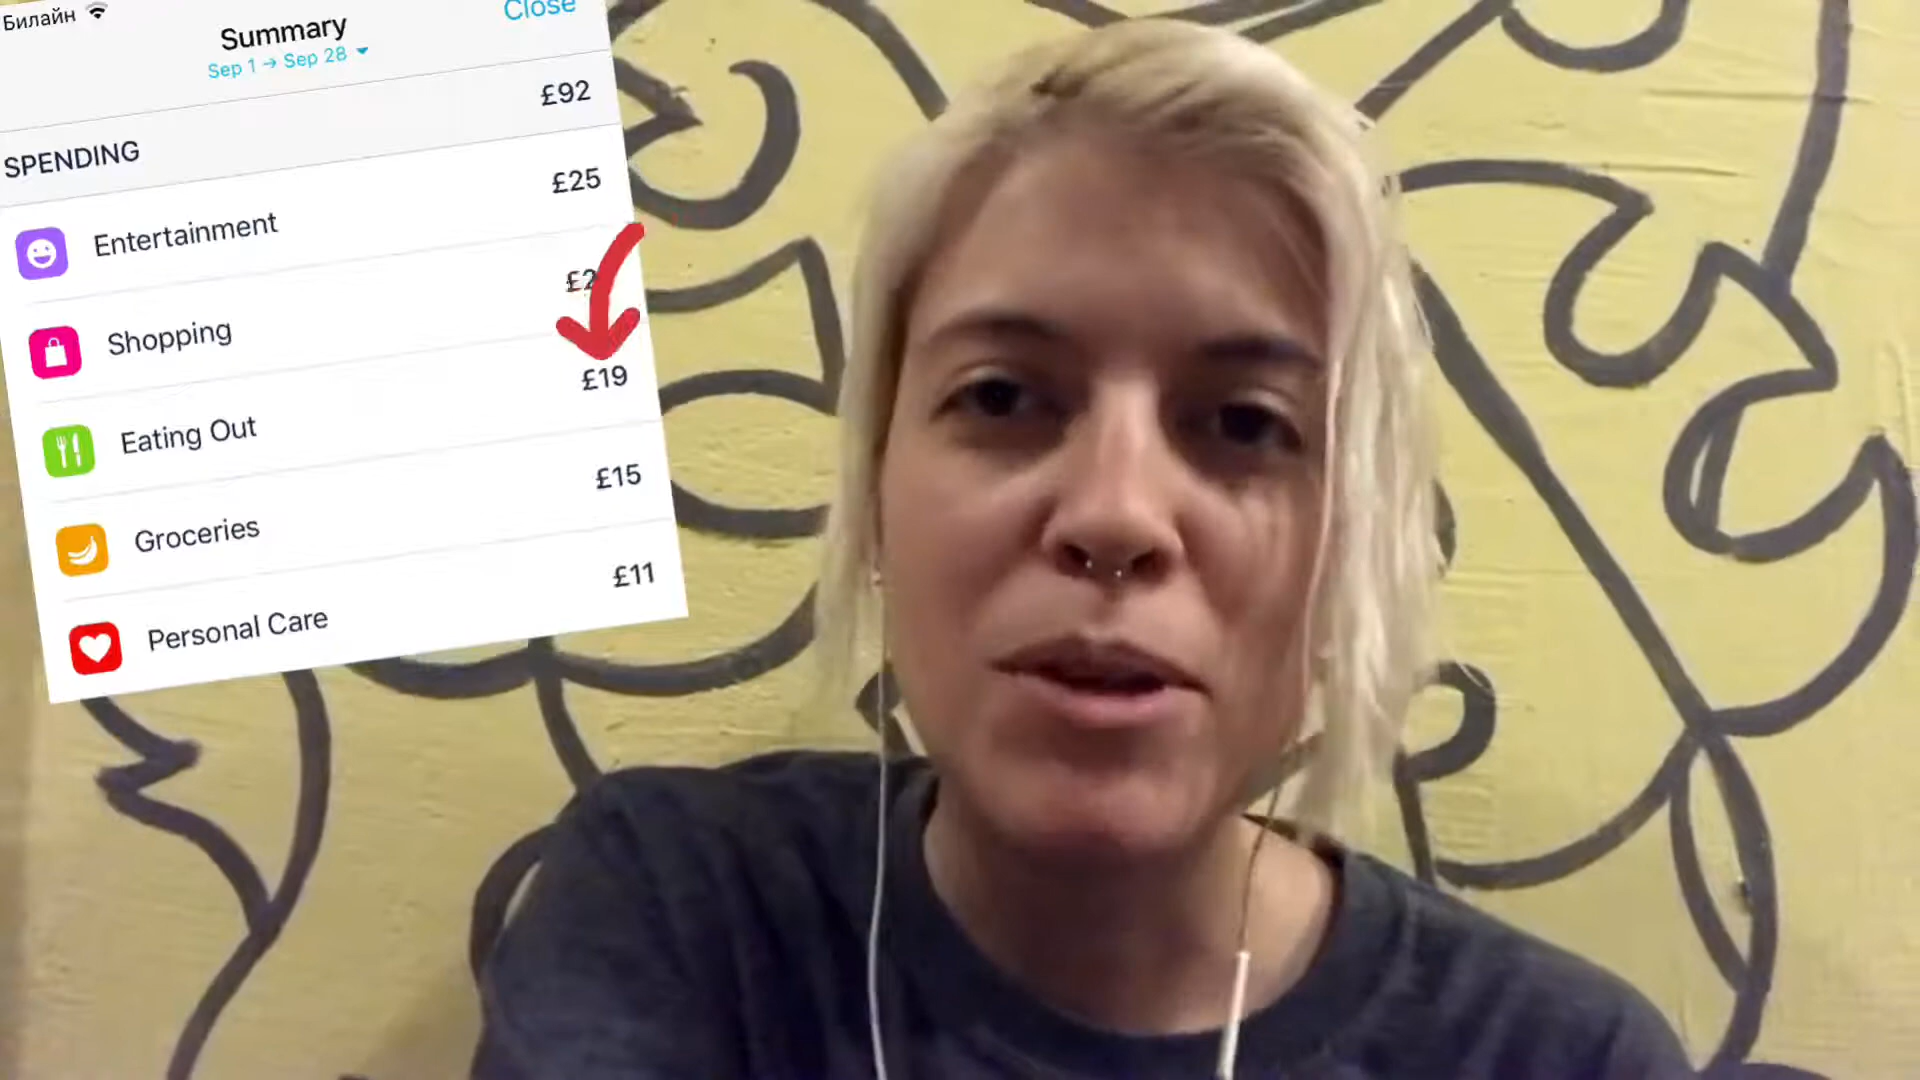 Билайн
Close
Summary
Sep 1 → Sep 28
SPENDING £92
Entertainment £25
Shopping
Eating Out £19
Groceries £15
Personal Care £11